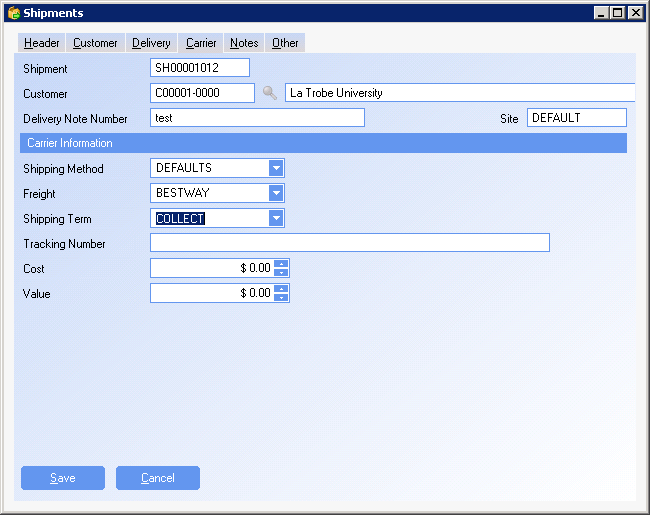 Shipments
Header Customer Delivery Carrier Notes Other
Shipment SH00001012
Customer C00001-0000 La Trobe University
Delivery Note Number test Site DEFAULT
Carrier Information
Shipping Method DEFAULTS
Freight BESTWAY
Shipping Term COLLECT
Tracking Number
Cost $ 0.00
Value $ 0.00
Save Cancel